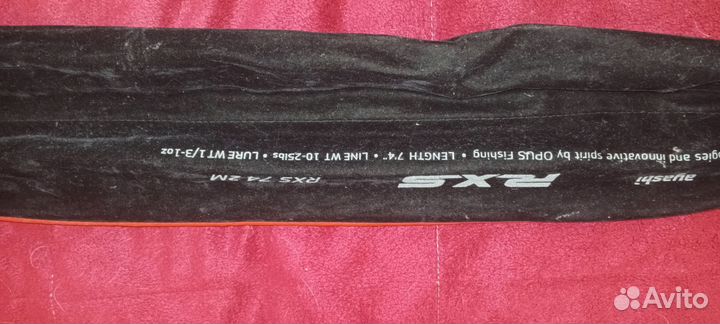 ayashi RXS RXS 74 2M
ogies and innovative spirit by OPUS Fishing • LENGTH 7'4" • LINE WT 10-25lbs • LURE WT 1/3-1oz
Avito